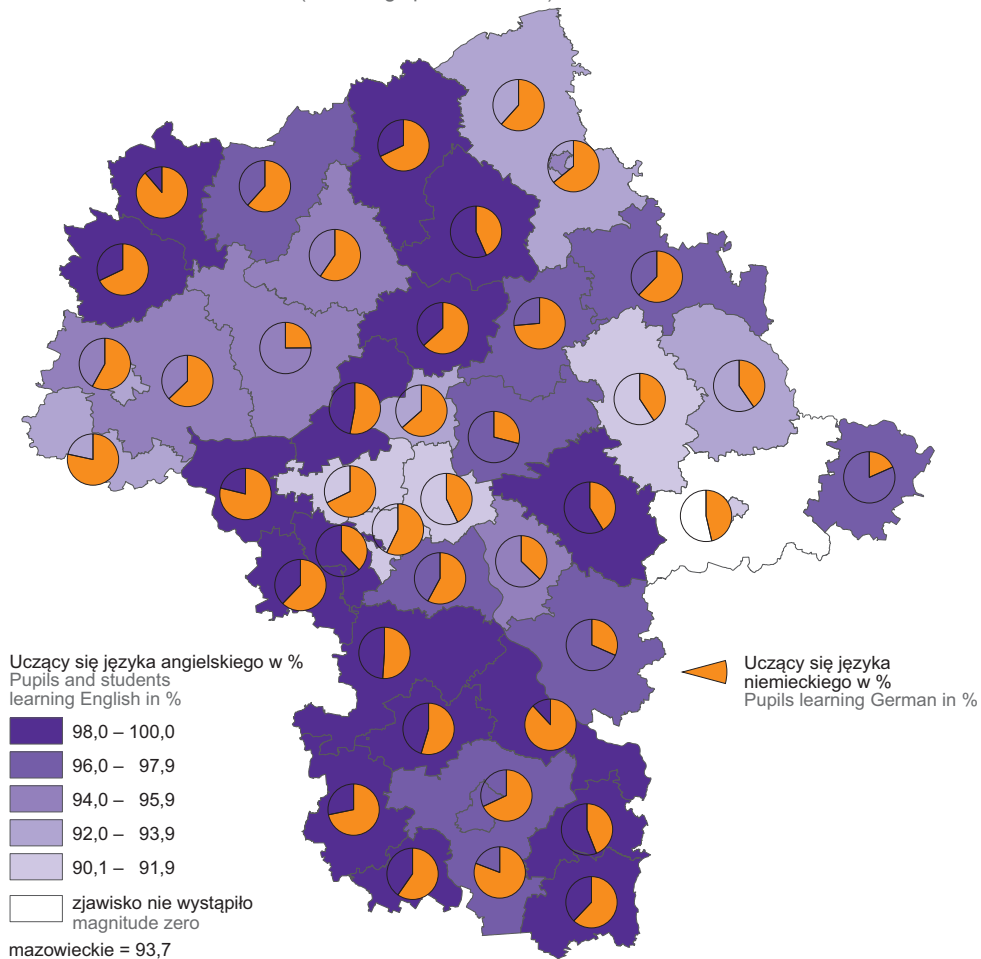 Uczący się języka angielskiego w %
Pupils and students
learning English in %
98,0 – 100,0
96,0 – 97,9
94,0 – 95,9
92,0 – 93,9
90,1 – 91,9
zjawisko nie wystąpiło
magnitude zero
mazowieckie = 93,7
Uczący się języka
niemieckiego w %
Pupils learning German in %